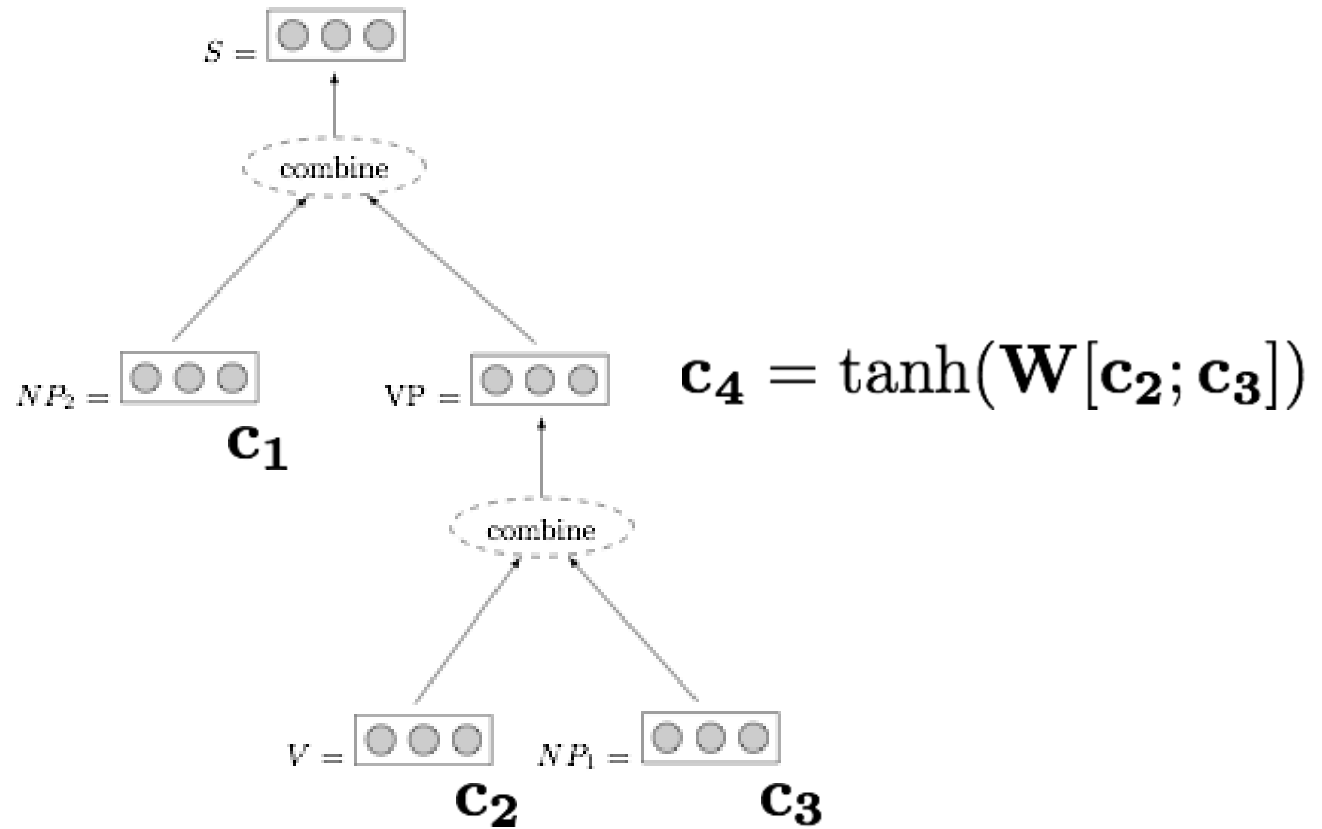 S =
combine
NP₂ =
VP =
c₄ = tanh(W[c₂; c₃])
c₁
combine
V =
NP₁ =
c₂
c₃